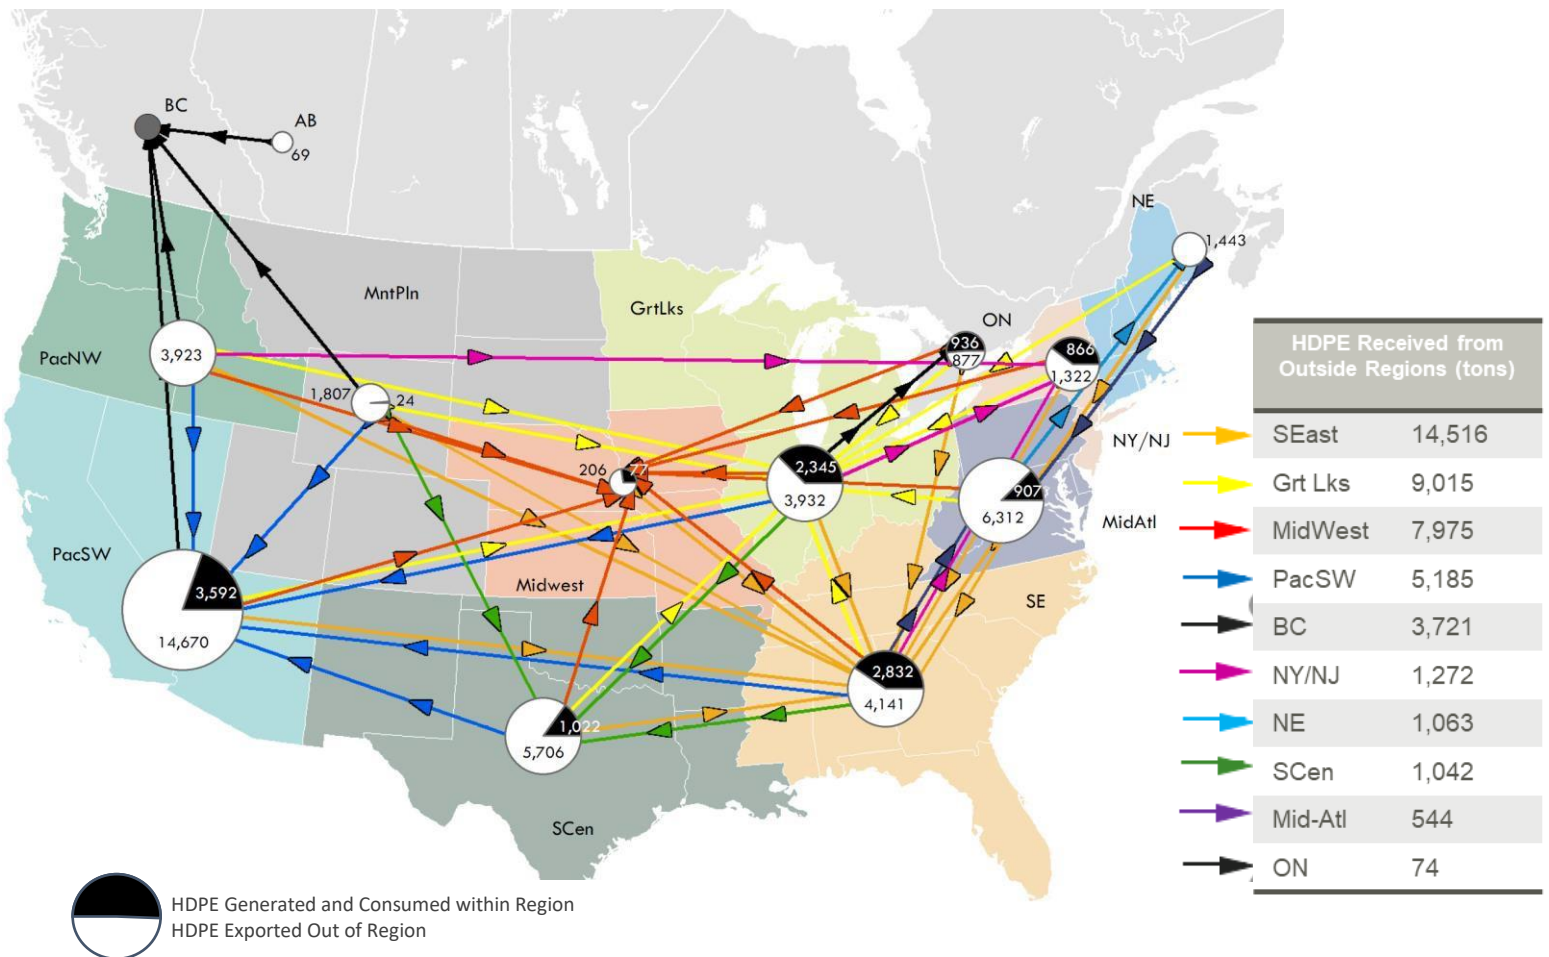 BC
AB
69
NE
1,443
MntPln
GrtLks
ON
936
877
866
1,322
PacNW
3,923
1,807
24
NY/NJ
206
77
2,345
3,932
907
6,312
MidAtl
PacSW
3,592
14,670
Midwest
SE
2,832
4,141
1,022
5,706
SCen
HDPE Received from
Outside Regions (tons)
SEast 14,516
Grt Lks 9,015
MidWest 7,975
PacSW 5,185
BC 3,721
NY/NJ 1,272
NE 1,063
SCen 1,042
Mid-Atl 544
ON 74
HDPE Generated and Consumed within Region
HDPE Exported Out of Region